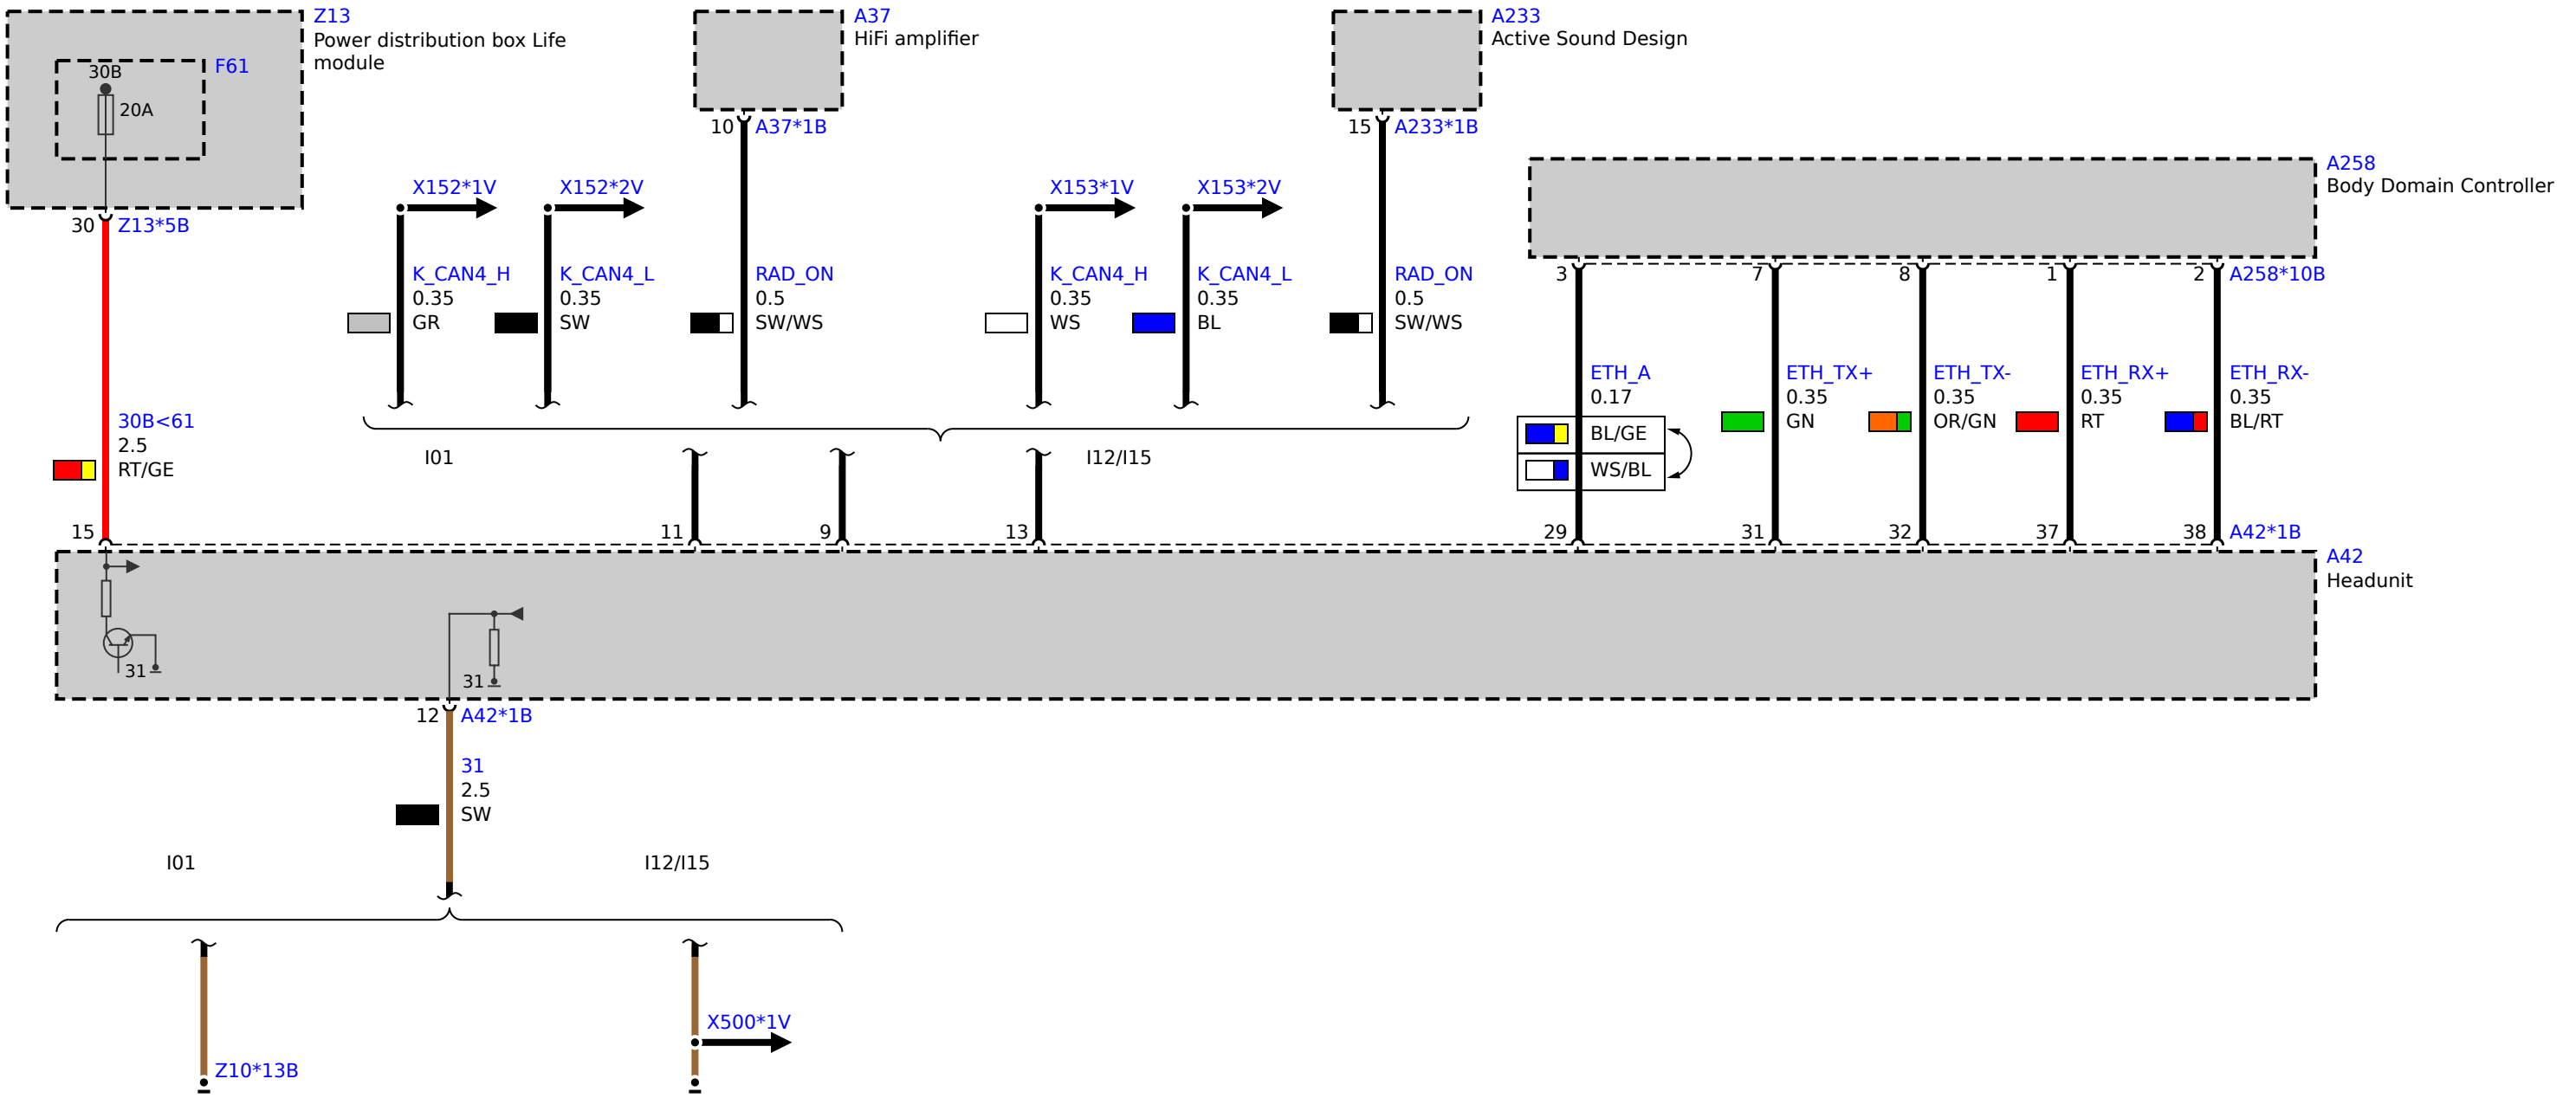 Z13
Power distribution box Life
module
F61
30B
20A
30
Z13*5B
A37
HiFi amplifier
10
A37*1B
A233
Active Sound Design
15
A233*1B
A258
Body Domain Controller
3
7
8
1
2
A258*10B
X152*1V
X152*2V
X153*1V
X153*2V
K_CAN4_H
0.35
GR
K_CAN4_L
0.35
SW
RAD_ON
0.5
SW/WS
K_CAN4_H
0.35
WS
K_CAN4_L
0.35
BL
RAD_ON
0.5
SW/WS
30B<61
2.5
RT/GE
ETH_A
0.17
BL/GE
WS/BL
ETH_TX+
0.35
GN
ETH_TX-
0.35
OR/GN
ETH_RX+
0.35
RT
ETH_RX-
0.35
BL/RT
I01
I12/I15
15
11
9
13
29
31
32
37
38
A42*1B
A42
Headunit
31
31
12
A42*1B
31
2.5
SW
I01
I12/I15
X500*1V
Z10*13B